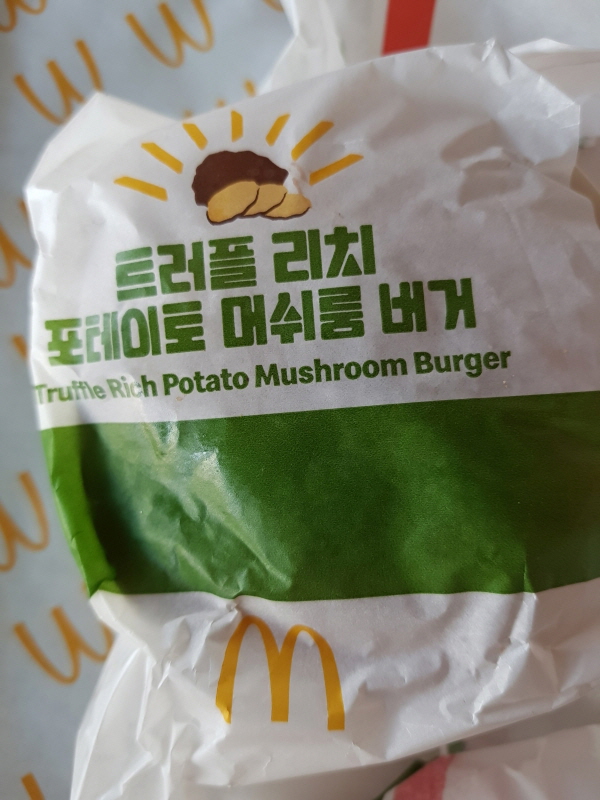 트러플 리치
포테이토 머쉬룸 버거
Truffle Rich Potato Mushroom Burger